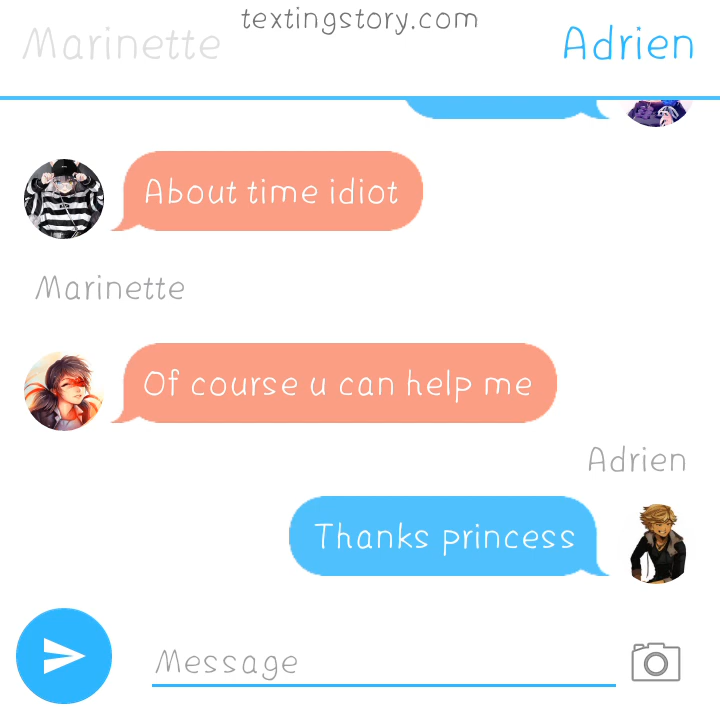 textingstory.com
Marinette
Adrien
About time idiot
Marinette
Of course u can help me
Adrien
Thanks princess
Message